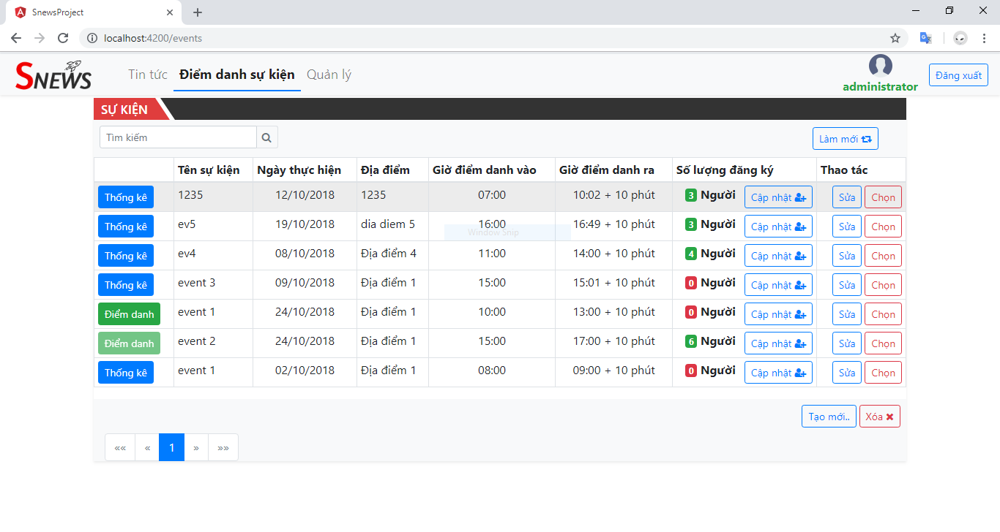 SnewsProject
localhost:4200/events
SNEWS Tin tức Điểm danh sự kiện Quản lý administrator Đăng xuất
SỰ KIỆN
Tìm kiếm Làm mới
Tên sự kiện Ngày thực hiện Địa điểm Giờ điểm danh vào Giờ điểm danh ra Số lượng đăng ký Thao tác
Thống kê 1235 12/10/2018 1235 07:00 10:02 + 10 phút 3 Người Cập nhật Sửa Chọn
Thống kê ev5 19/10/2018 dia diem 5 16:00 16:49 + 10 phút 3 Người Cập nhật Sửa Chọn
Window Snip
Thống kê ev4 08/10/2018 Địa điểm 4 11:00 14:00 + 10 phút 4 Người Cập nhật Sửa Chọn
Thống kê event 3 09/10/2018 Địa điểm 1 15:00 15:01 + 10 phút 0 Người Cập nhật Sửa Chọn
Điểm danh event 1 24/10/2018 Địa điểm 1 10:00 13:00 + 10 phút 0 Người Cập nhật Sửa Chọn
Điểm danh event 2 24/10/2018 Địa điểm 1 15:00 17:00 + 10 phút 6 Người Cập nhật Sửa Chọn
Thống kê event 1 02/10/2018 Địa điểm 1 08:00 09:00 + 10 phút 0 Người Cập nhật Sửa Chọn
Tạo mới.. Xóa
«« « 1 » »»